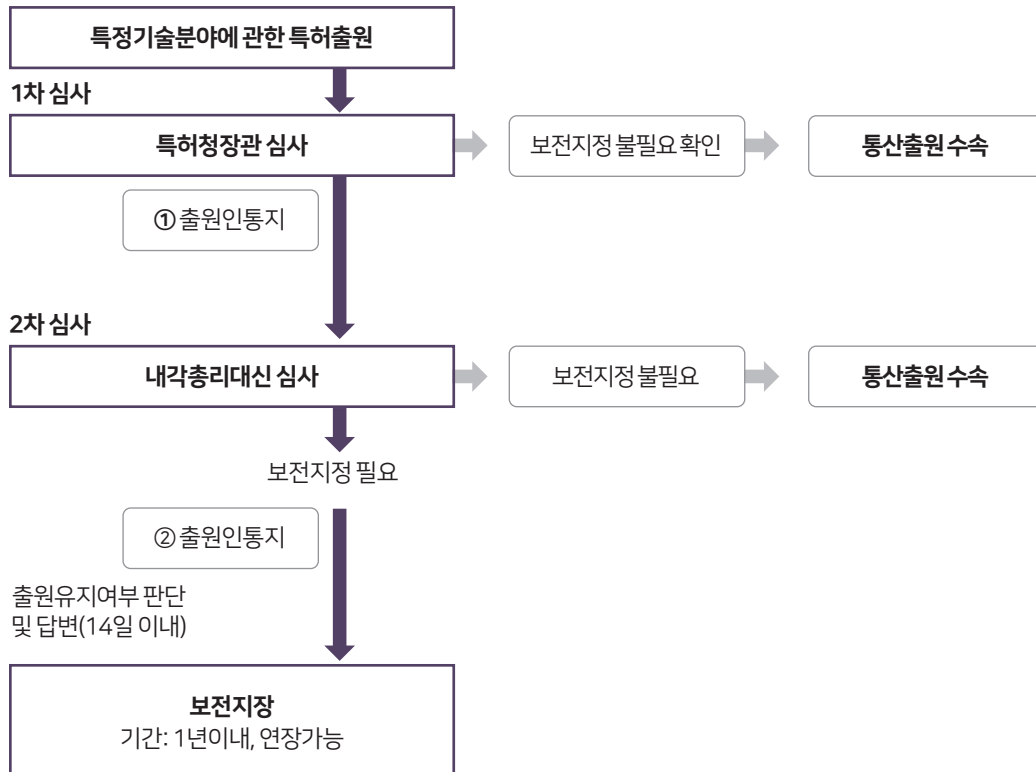 특정기술분야에 관한 특허출원
1차 심사
특허청장관 심사
보전지정 불필요 확인
통산출원 수속
① 출원인통지
2차 심사
내각총리대신 심사
보전지정 불필요
통산출원 수속
보전지정 필요
② 출원인통지
출원유지여부 판단
및 답변(14일 이내)
보전지장
기간: 1년이내, 연장가능